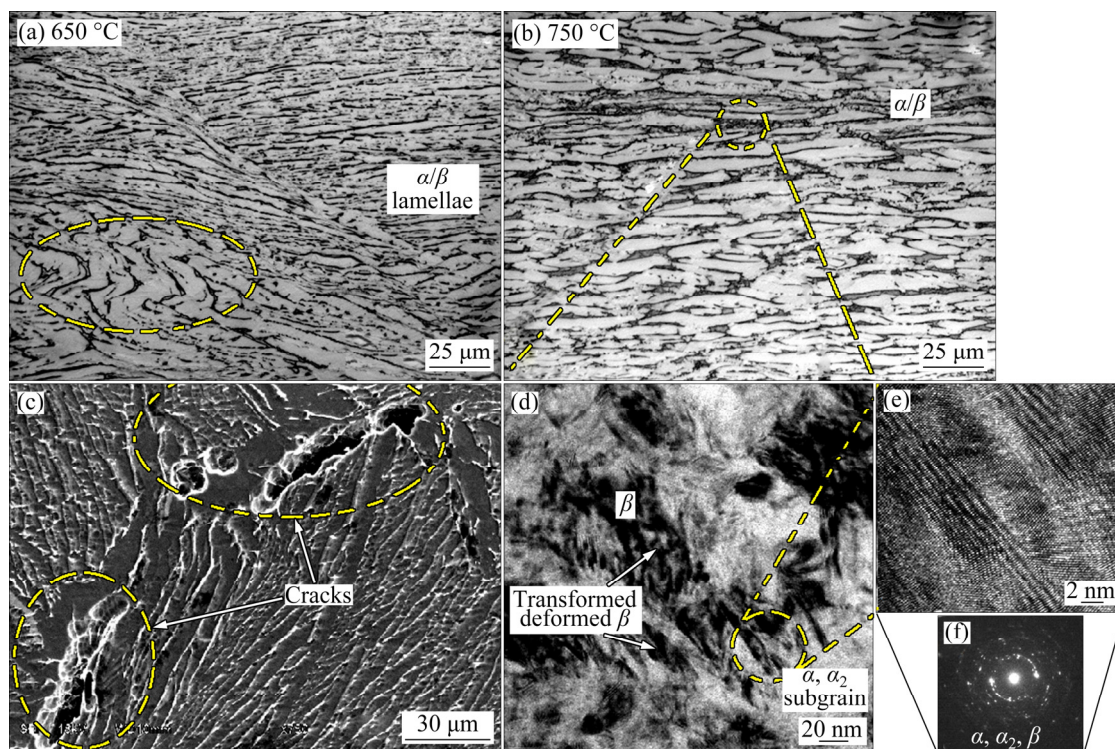 (a) 650 °C
α/β
lamellae
25 μm
(b) 750 °C
α/β
25 μm
(c)
Cracks
30 μm
(d)
β
Transformed
deformed β
α, α₂
subgrain
20 nm
(e)
2 nm
(f)
α, α₂, β